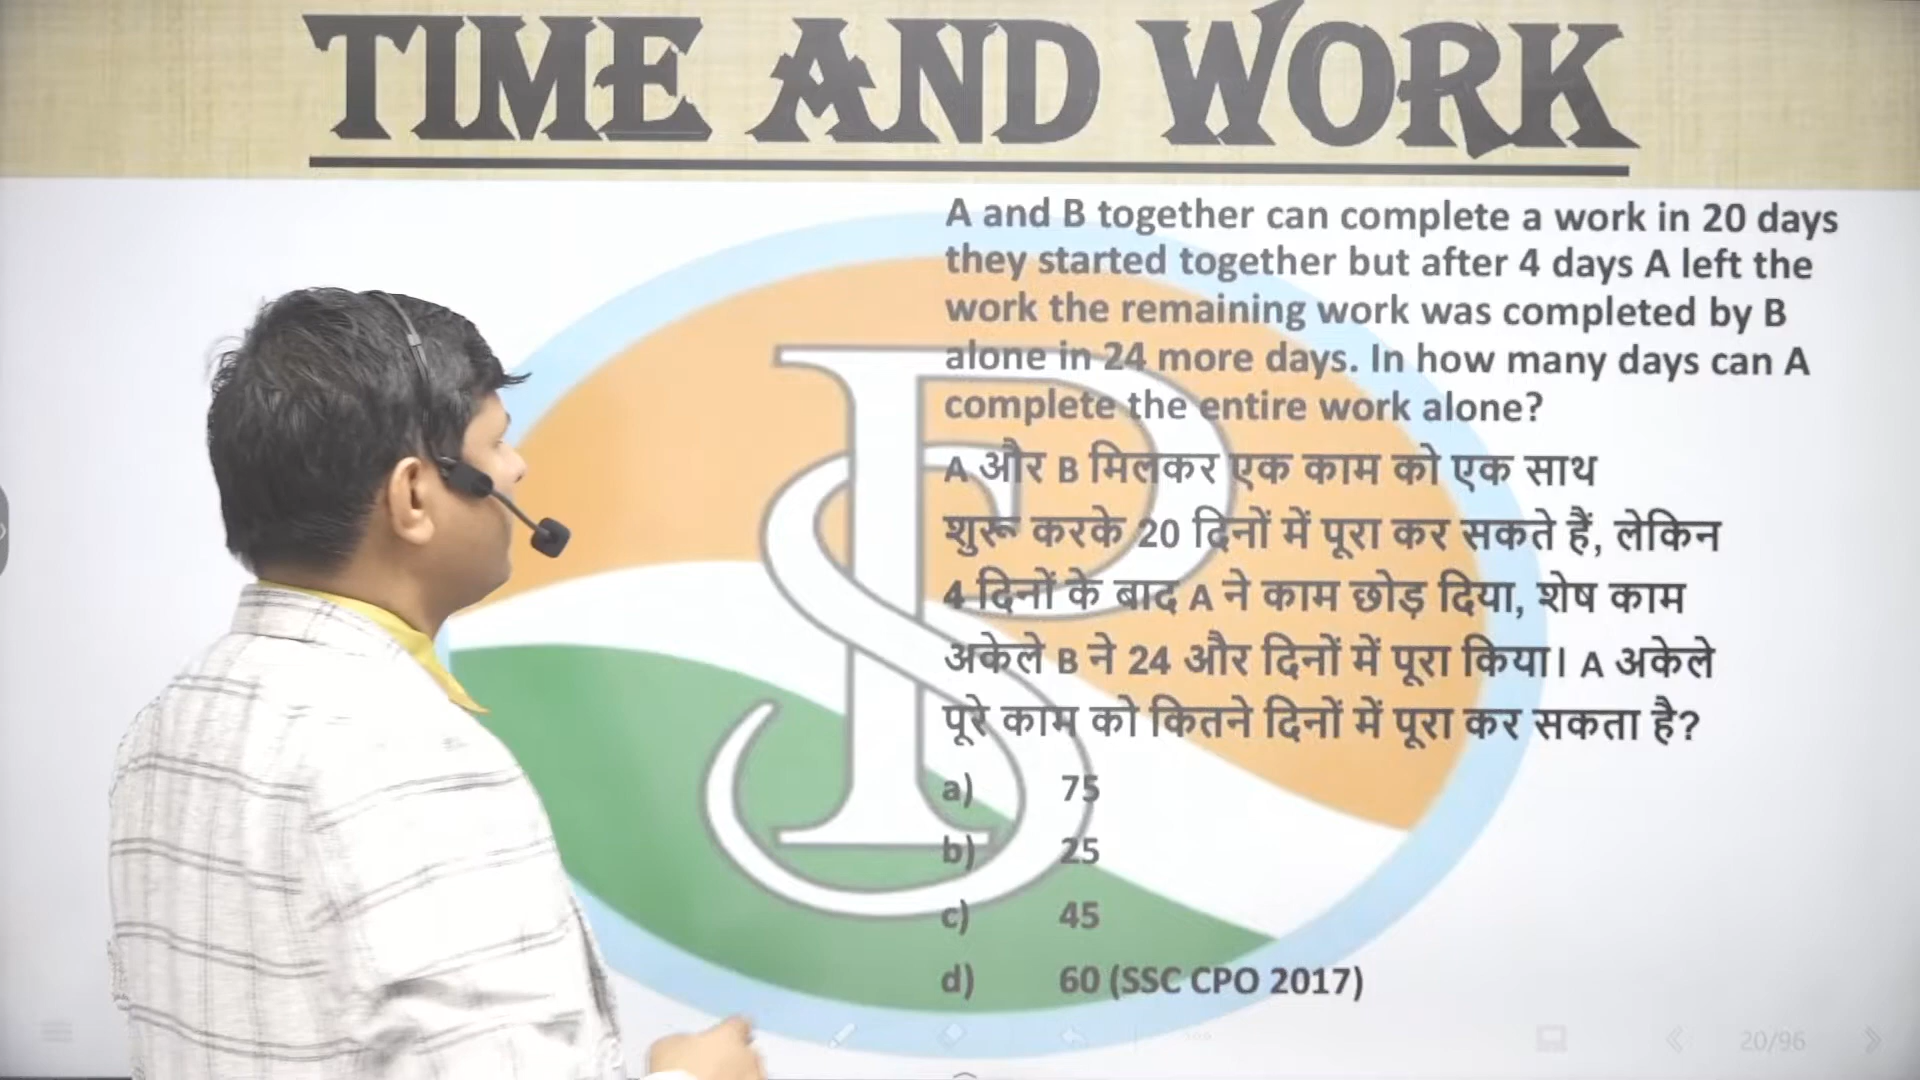 TIME AND WORK
A and B together can complete a work in 20 days
they started together but after 4 days A left the
work the remaining work was completed by B
alone in 24 more days. In how many days can A
complete the entire work alone?
A और B मिलकर एक काम को एक साथ
शुरू करके 20 दिनों में पूरा कर सकते हैं, लेकिन
4 दिनों के बाद A ने काम छोड़ दिया, शेष काम
अकेले B ने 24 और दिनों में पूरा किया। A अकेले
पूरे काम को कितने दिनों में पूरा कर सकता है?
a) 75
b) 25
c) 45
d) 60 (SSC CPO 2017)
20/96